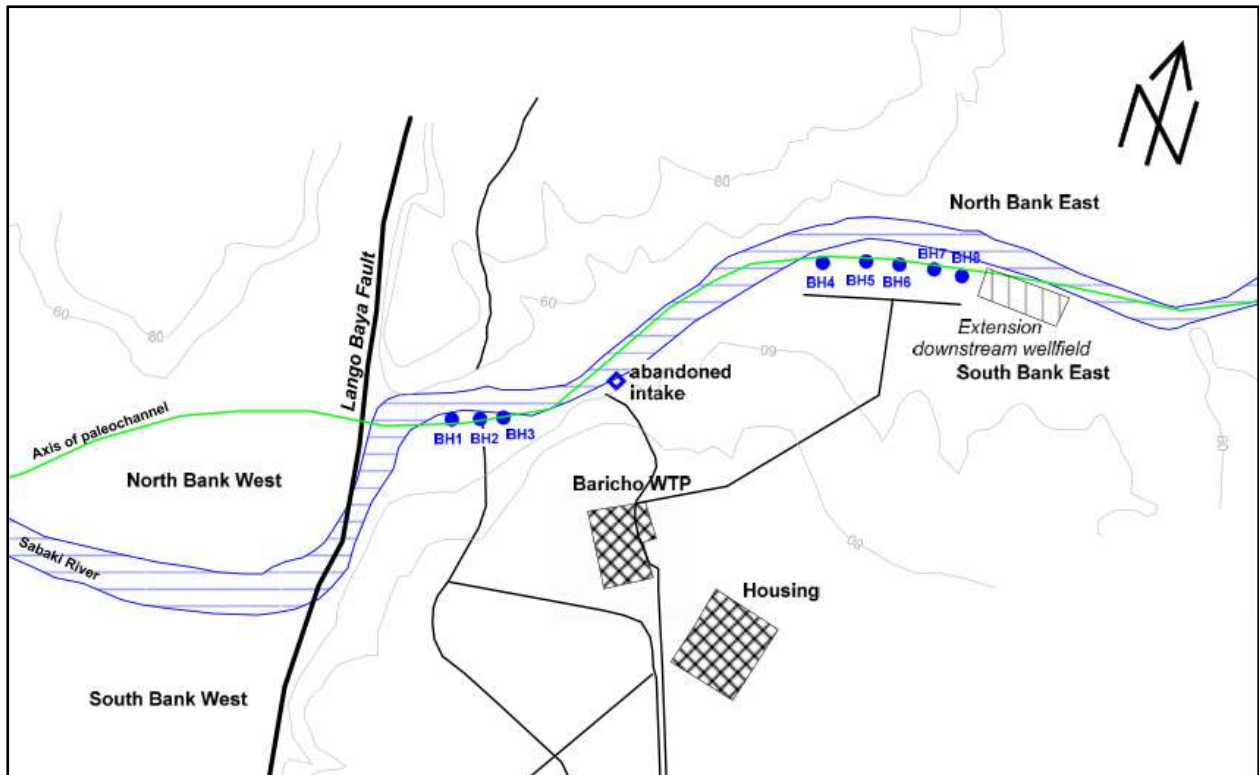 North Bank East
80
Lango Baya Fault
60
80
60
BH7
BH8
BH4
BH5
BH6
Extension
downstream wellfield
South Bank East
60
abandoned
intake
60
Axis of paleochannel
BH1
BH2
BH3
North Bank West
Baricho WTP
Sabaki River
60
Housing
South Bank West